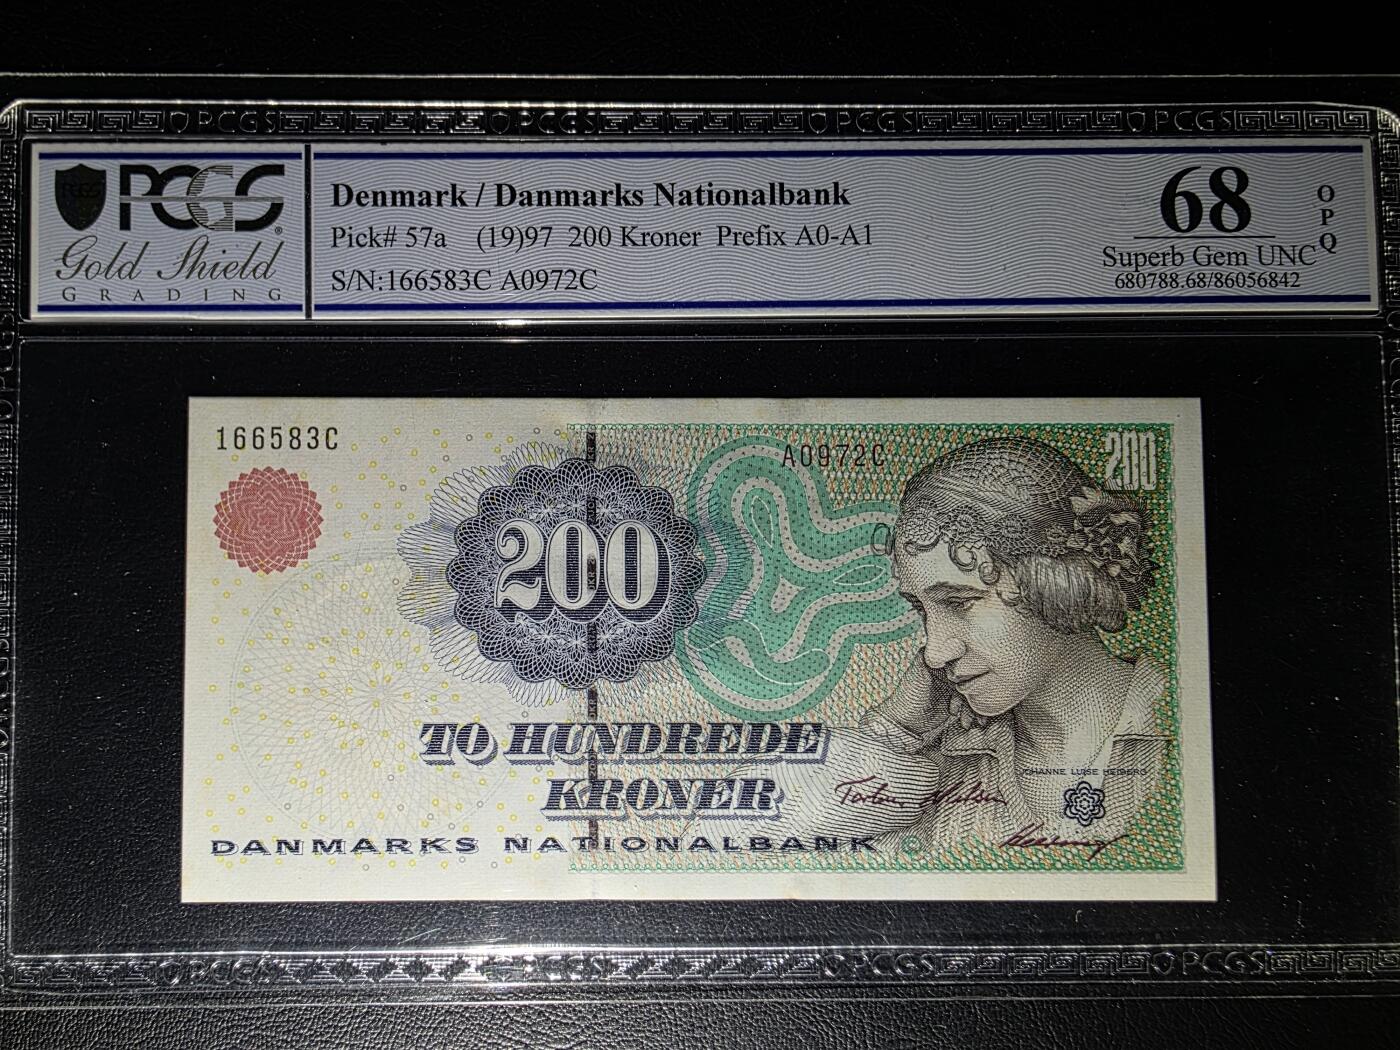 PCGS
Gold Shield
GRADING
Denmark / Danmarks Nationalbank
Pick# 57a (19)97 200 Kroner Prefix A0-A1
S/N:166583C A0972C
68
OPQ
Superb Gem UNC
680788.68/86056842
166583C
A0972C
200
200
TO HUNDREDE
KRONER
JOHANNE LUISE HEIBERG
DANMARKS NATIONALBANK ©